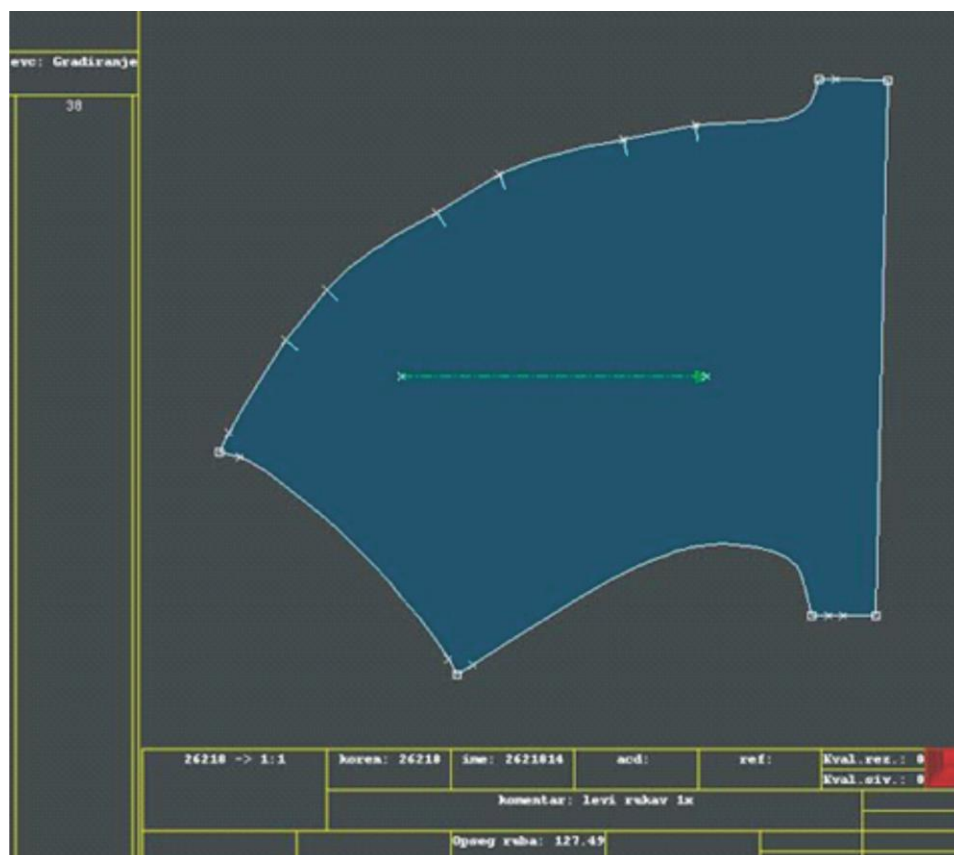 evc: Gradiranje
38
26218 -> 1:1
koren: 26218
ime: 2621814
acd:
ref:
Kval.rez.: 0
Kval.siv.: 0
komentar: levi rukav 1x
Opseg ruba: 127.49